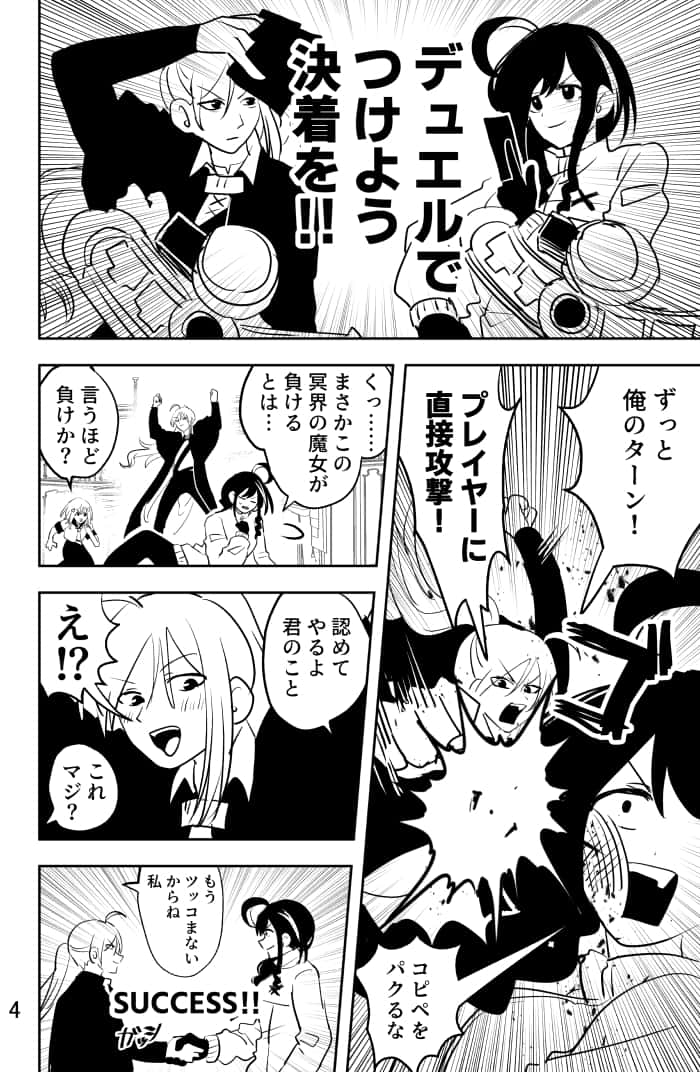 デュエルで
つけよう
決着を!!
ずっと
俺のターン!
プレイヤーに
直接攻撃!
コピペを
パクるな
くっ……
まさかこの
冥界の魔女が
負ける
とは…
言うほど
負けか?
認めて
やるよ
君のこと
え!?
これ
マジ?
もう
ツッコまない
からね
私
SUCCESS!!
ガシ
4